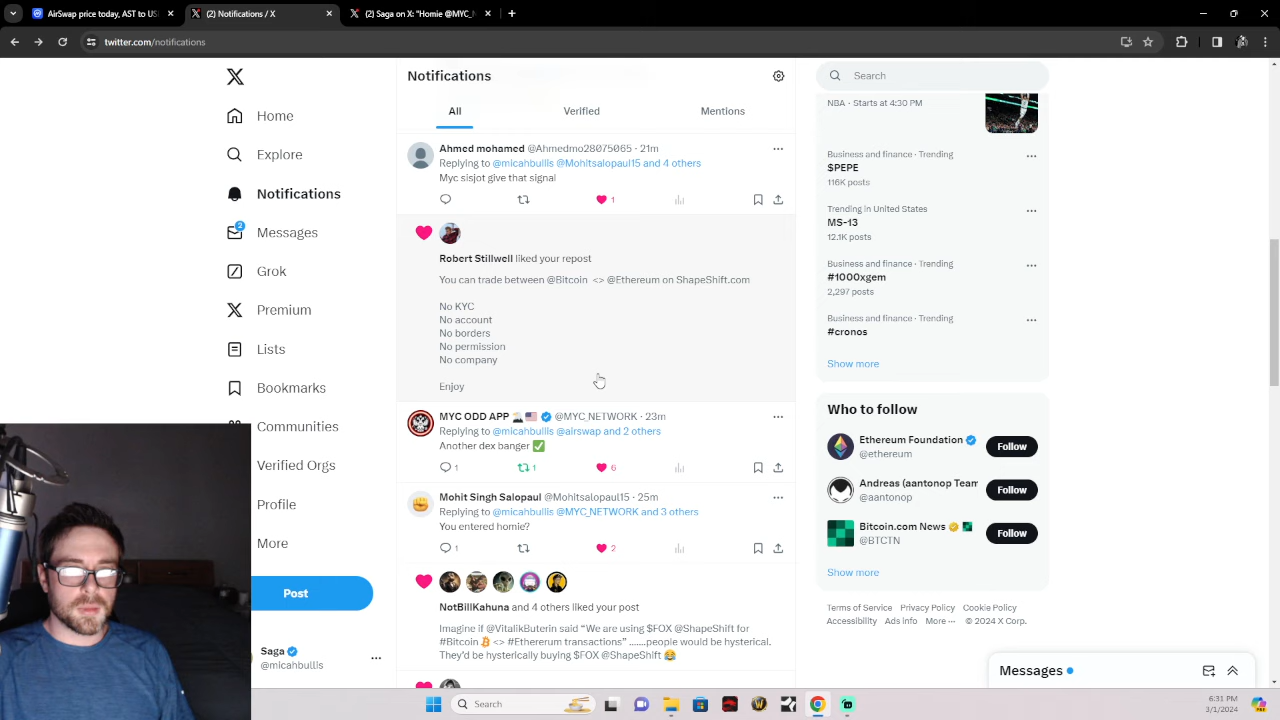 AirSwap price today, AST to US
(2) Notifications / X
(2) Saga on X: "Homie @MYC_
twitter.com/notifications
Home
Explore
Notifications
2
Messages
Grok
Premium
Lists
Bookmarks
Communities
Verified Orgs
Profile
More
Post
Saga
@micahbullls
Notifications
All
Verified
Mentions
Ahmed mohamed @Ahmedmo28075065 · 21m
Replying to @micahbullls @Mohitsalopaul15 and 4 others
Myc sisjot give that signal
1
Robert Stillwell liked your repost
You can trade between @Bitcoin <> @Ethereum on ShapeShift.com
No KYC
No account
No borders
No permission
No company
Enjoy
MYC ODD APP @MYC_NETWORK · 23m
Replying to @micahbullls @airswap and 2 others
Another dex banger ✅
1
1
6
Mohit Singh Salopaul @Mohitsalopaul15 · 25m
Replying to @micahbullls @MYC_NETWORK and 3 others
You entered homie?
1
2
NotBillKahuna and 4 others liked your post
Imagine if @VitalikButerin said "We are using $FOX @ShapeShift for
#Bitcoin <> #Ethererum transactions" .......people would be hysterical.
They'd be hysterically buying $FOX @ShapeShift 😂
Search
NBA · Starts at 4:30 PM
Business and finance · Trending
$PEPE
116K posts
Trending in United States
MS-13
12.1K posts
Business and finance · Trending
#1000xgem
2,297 posts
Business and finance · Trending
#cronos
Show more
Who to follow
Ethereum Foundation
@ethereum
Follow
Andreas (aantonop Team
@aantonop
Follow
Bitcoin.com News
@BTCTN
Follow
Show more
Terms of Service Privacy Policy Cookie Policy
Accessibility Ads info More ··· © 2024 X Corp.
Messages
Search
6:31 PM
3/1/2024